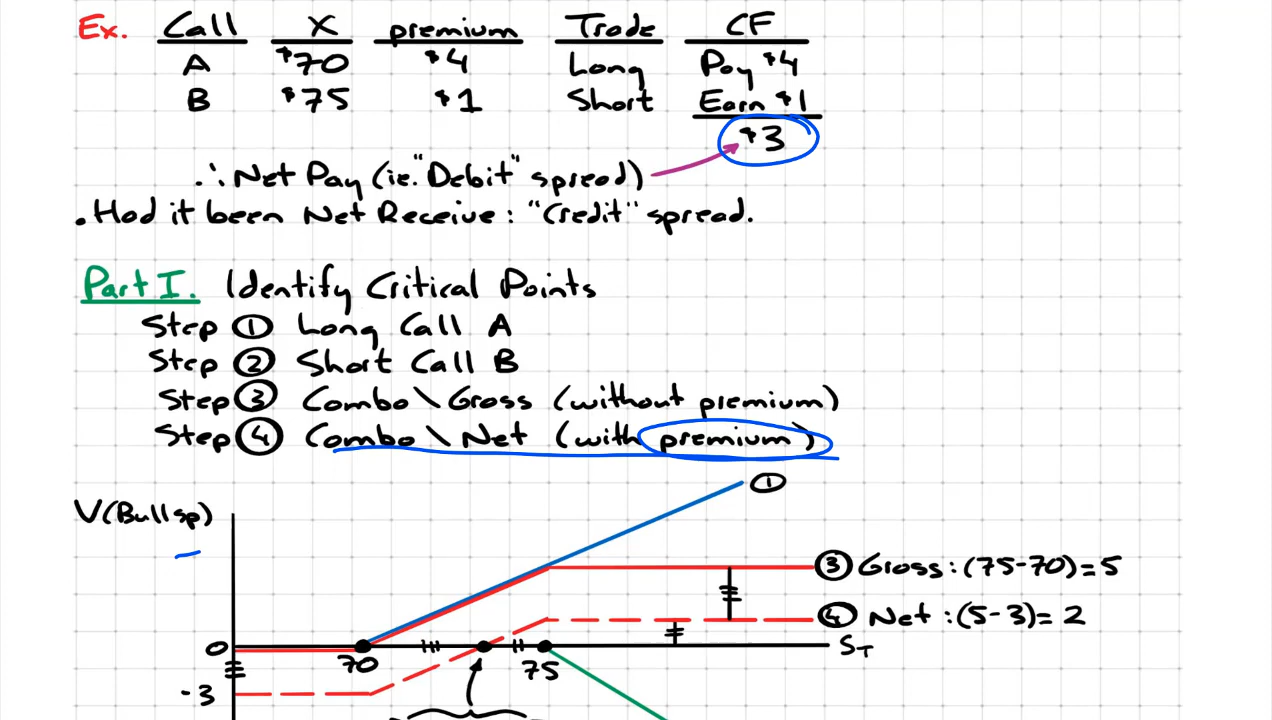 Ex. Call X premium Trade CF
A $70 $4 Long Pay $4
B $75 $1 Short Earn $1
$3
∴ Net Pay (ie. "Debit" spread)
. Had it been Net Receive : "Credit" spread.
Part I. Identify Critical Points
Step ① Long Call A
Step ② Short Call B
Step ③ Combo\Gross (without premium)
Step ④ Combo\Net (with premium)
①
V(Bull sp)
③ Gross : (75-70) = 5
④ Net : (5-3) = 2
0
70
75
S_T
-3